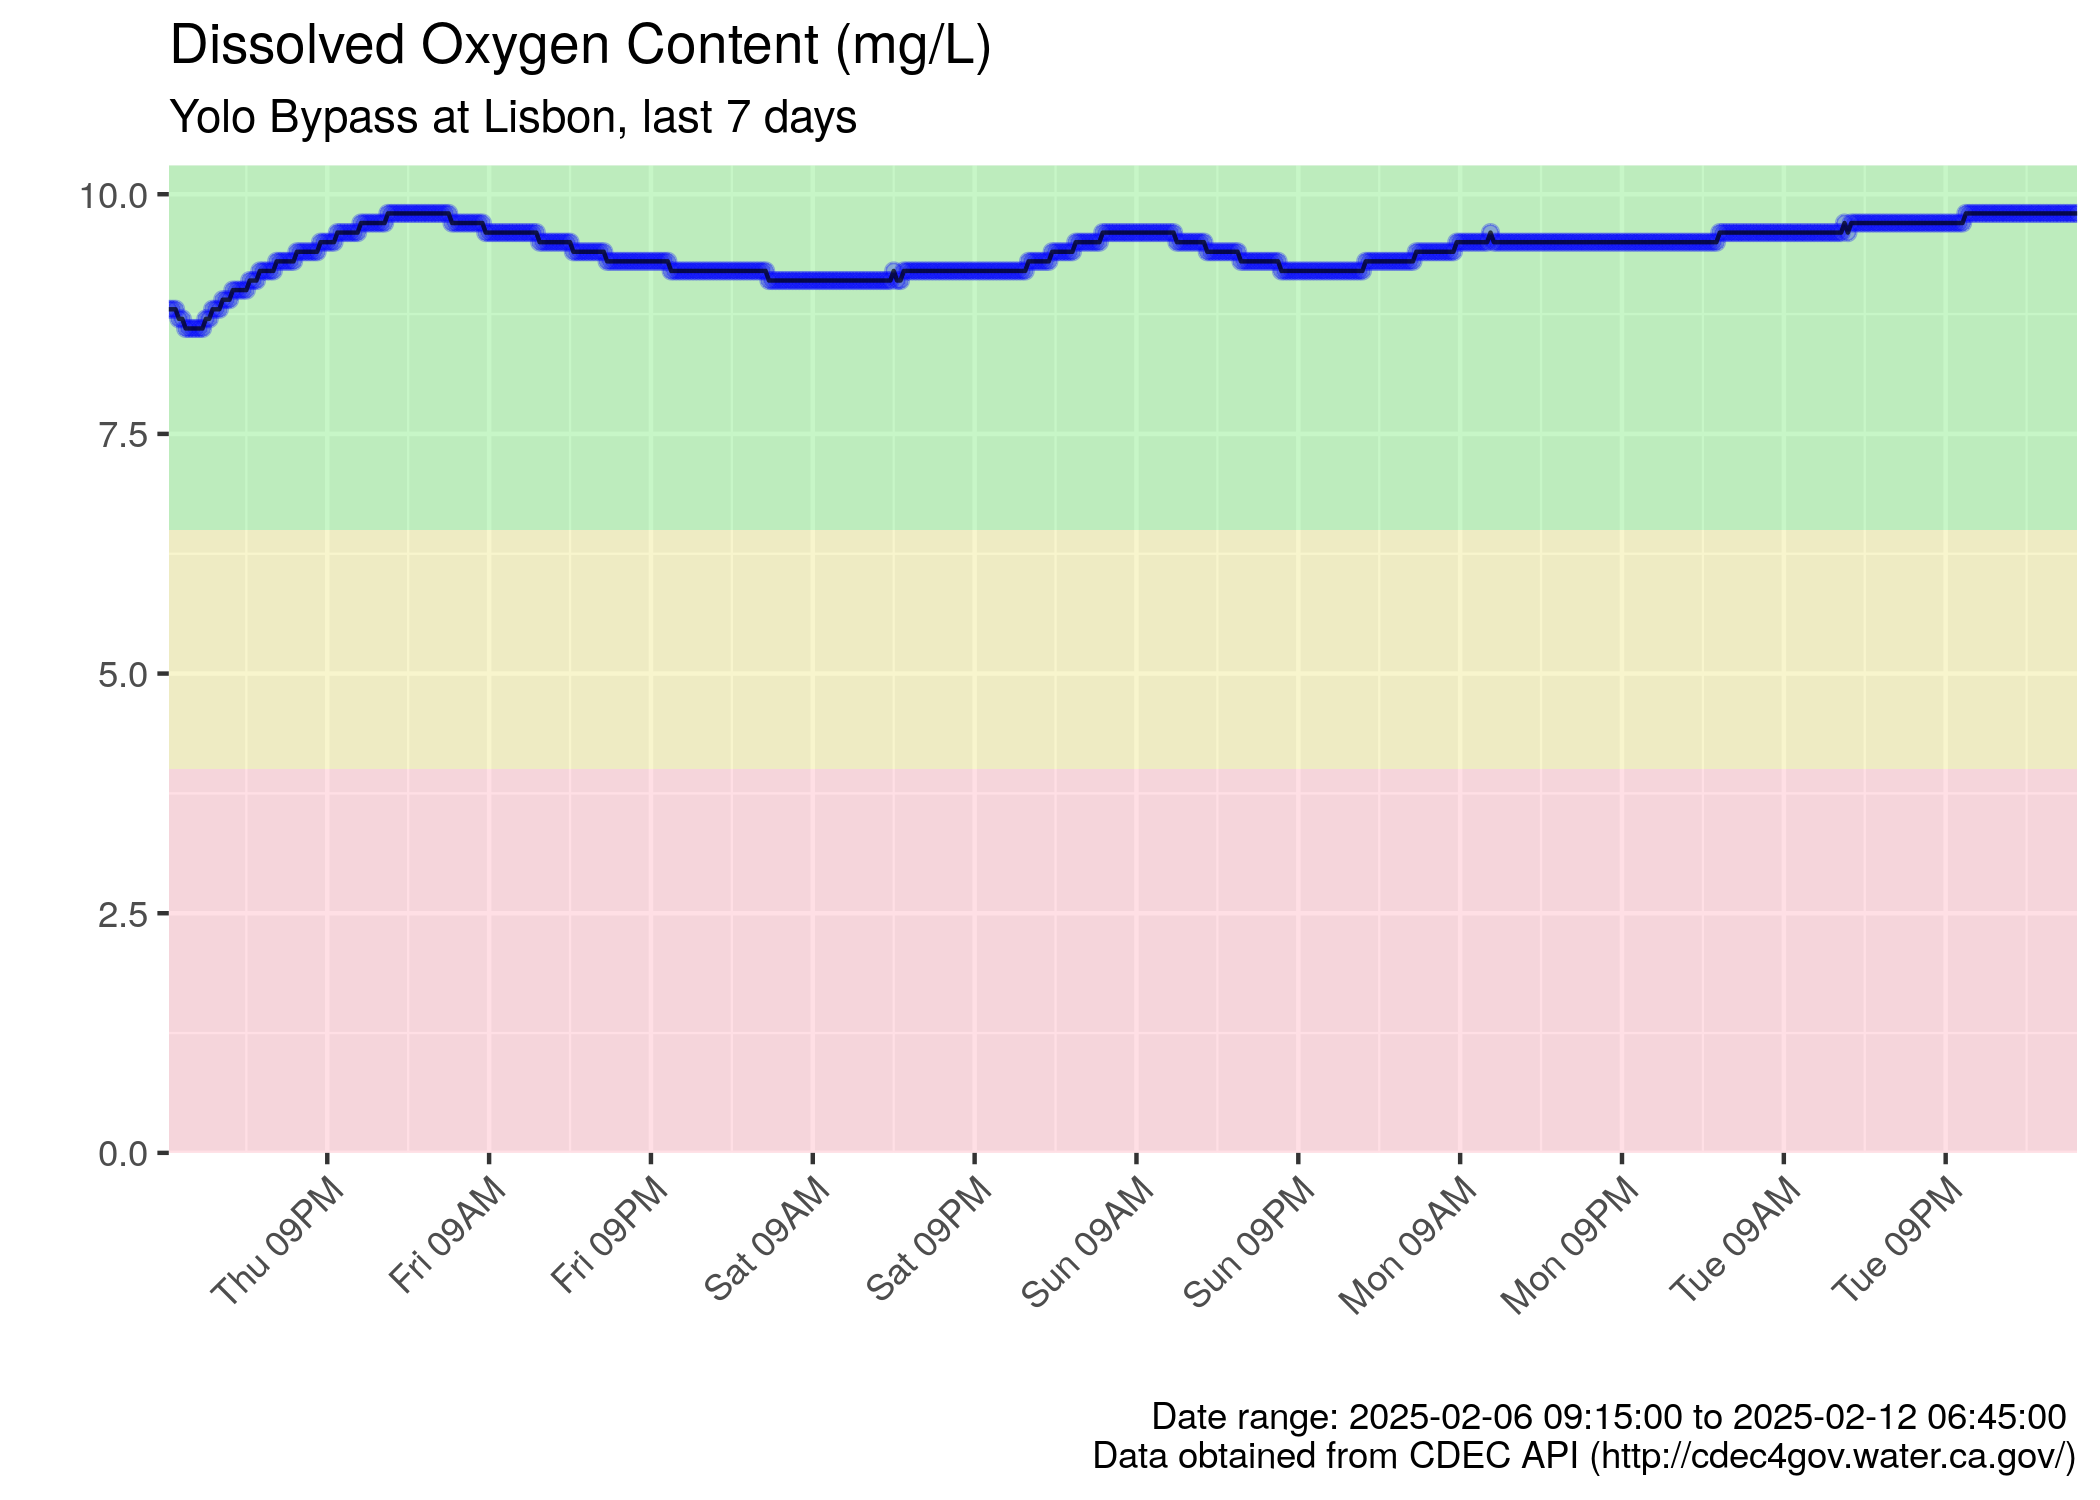 Dissolved Oxygen Content (mg/L)
Yolo Bypass at Lisbon, last 7 days
10.0
7.5
5.0
2.5
0.0
Thu 09PM
Fri 09AM
Fri 09PM
Sat 09AM
Sat 09PM
Sun 09AM
Sun 09PM
Mon 09AM
Mon 09PM
Tue 09AM
Tue 09PM
Date range: 2025-02-06 09:15:00 to 2025-02-12 06:45:00
Data obtained from CDEC API (http://cdec4gov.water.ca.gov/)